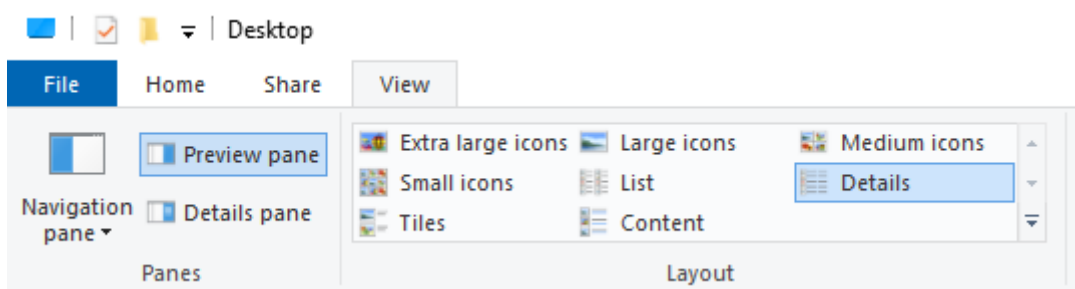 Desktop
File Home Share View
Extra large icons Large icons Medium icons
Preview pane
Small icons List Details
Navigation pane
Details pane
Tiles Content
Panes Layout